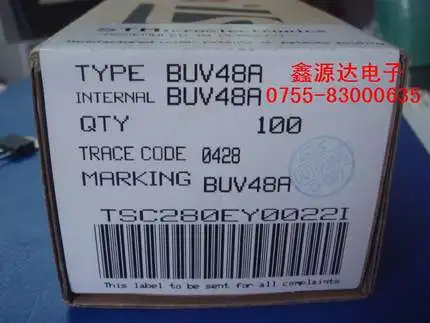 STMicroelectronics
TYPE BUV48A
INTERNAL BUV48A
QTY 100
TRACE CODE 0428
MARKING BUV48A
TSC280EY0022I
This label to be sent for all complaints
鑫源达电子
0755-83000635